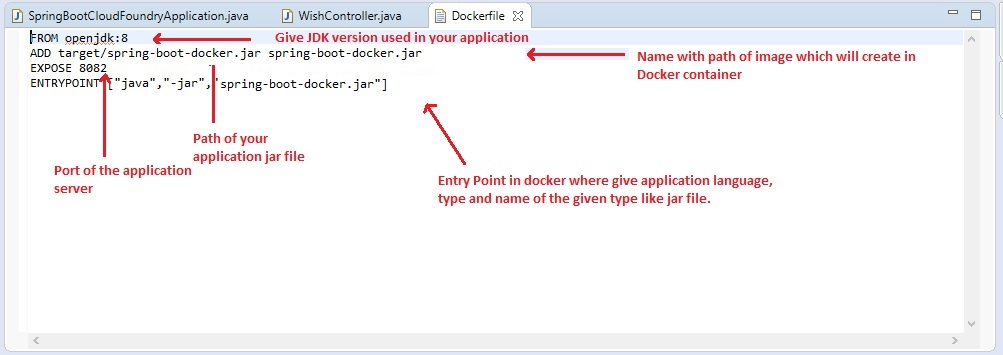 SpringBootCloudFoundryApplication.java WishController.java Dockerfile
FROM openjdk:8
Give JDK version used in your application
ADD target/spring-boot-docker.jar spring-boot-docker.jar
Name with path of image which will create in
Docker container
EXPOSE 8082
ENTRYPOINT ["java","-jar","spring-boot-docker.jar"]
Path of your
application jar file
Port of the application
server
Entry Point in docker where give application language,
type and name of the given type like jar file.